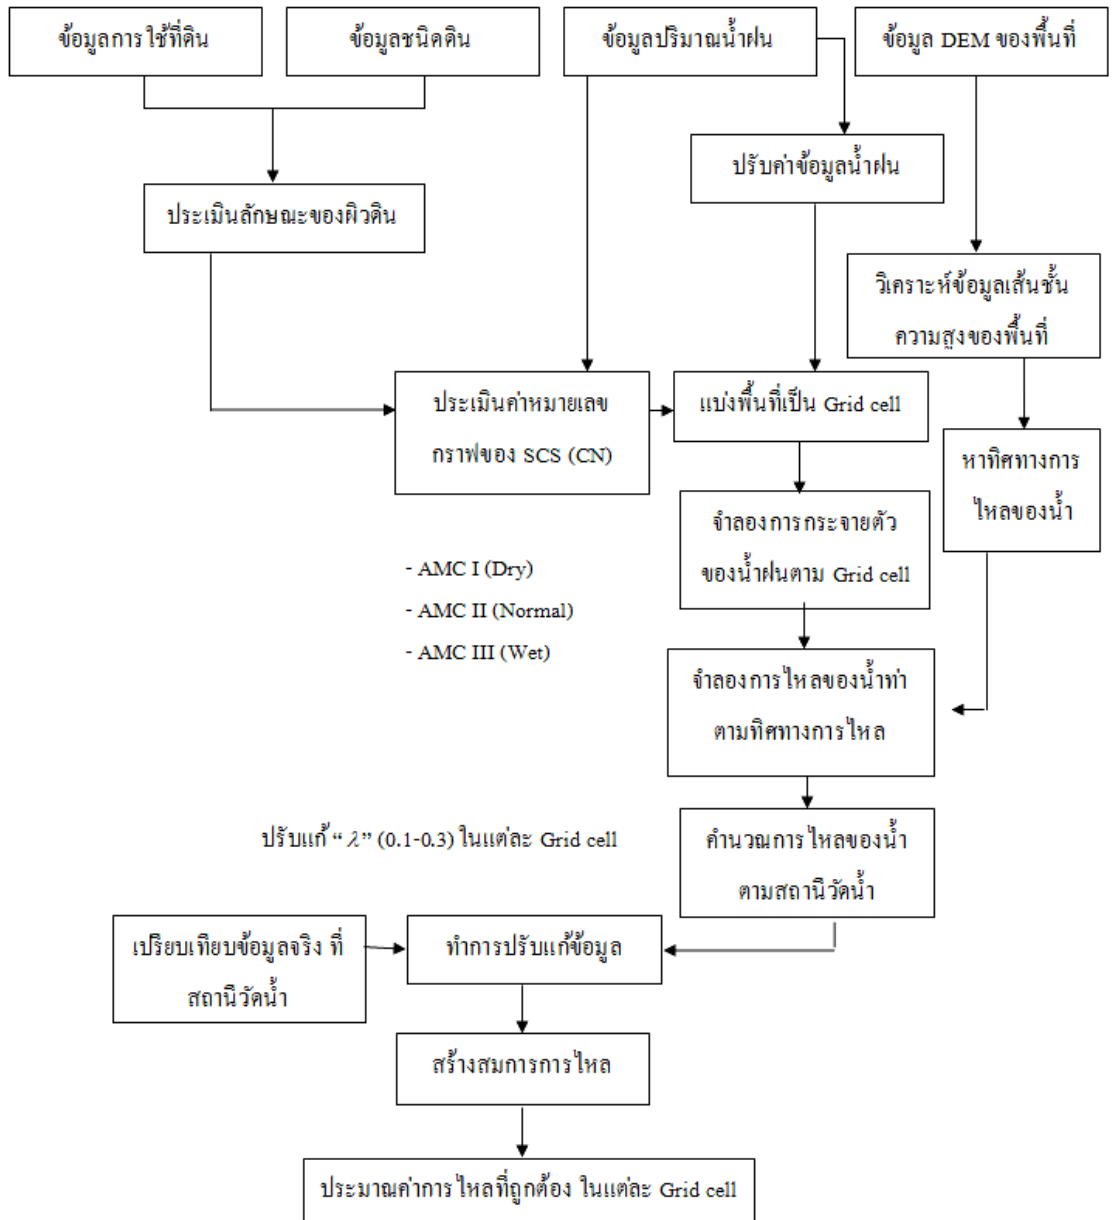 ข้อมูลการใช้ที่ดิน
ข้อมูลชนิดดิน
ข้อมูลปริมาณน้ำฝน
ข้อมูล DEM ของพื้นที่
ปรับค่าข้อมูลน้ำฝน
ประเมินลักษณะของผิวดิน
วิเคราะห์ข้อมูลเส้นชั้น
ความสูงของพื้นที่
ประเมินค่าหมายเลข
กราฟของ SCS (CN)
แบ่งพื้นที่เป็น Grid cell
หาทิศทางการ
ไหลของน้ำ
จำลองการกระจายตัว
ของน้ำฝนตาม Grid cell
- AMC I (Dry)
- AMC II (Normal)
- AMC III (Wet)
จำลองการไหลของน้ำท่า
ตามทิศทางการไหล
ปรับแก้ “ λ” (0.1-0.3) ในแต่ละ Grid cell
คำนวณการไหลของน้ำ
ตามสถานีวัดน้ำ
เปรียบเทียบข้อมูลจริง ที่
สถานีวัดน้ำ
ทำการปรับแก้ข้อมูล
สร้างสมการการไหล
ประมาณค่าการไหลที่ถูกต้อง ในแต่ละ Grid cell